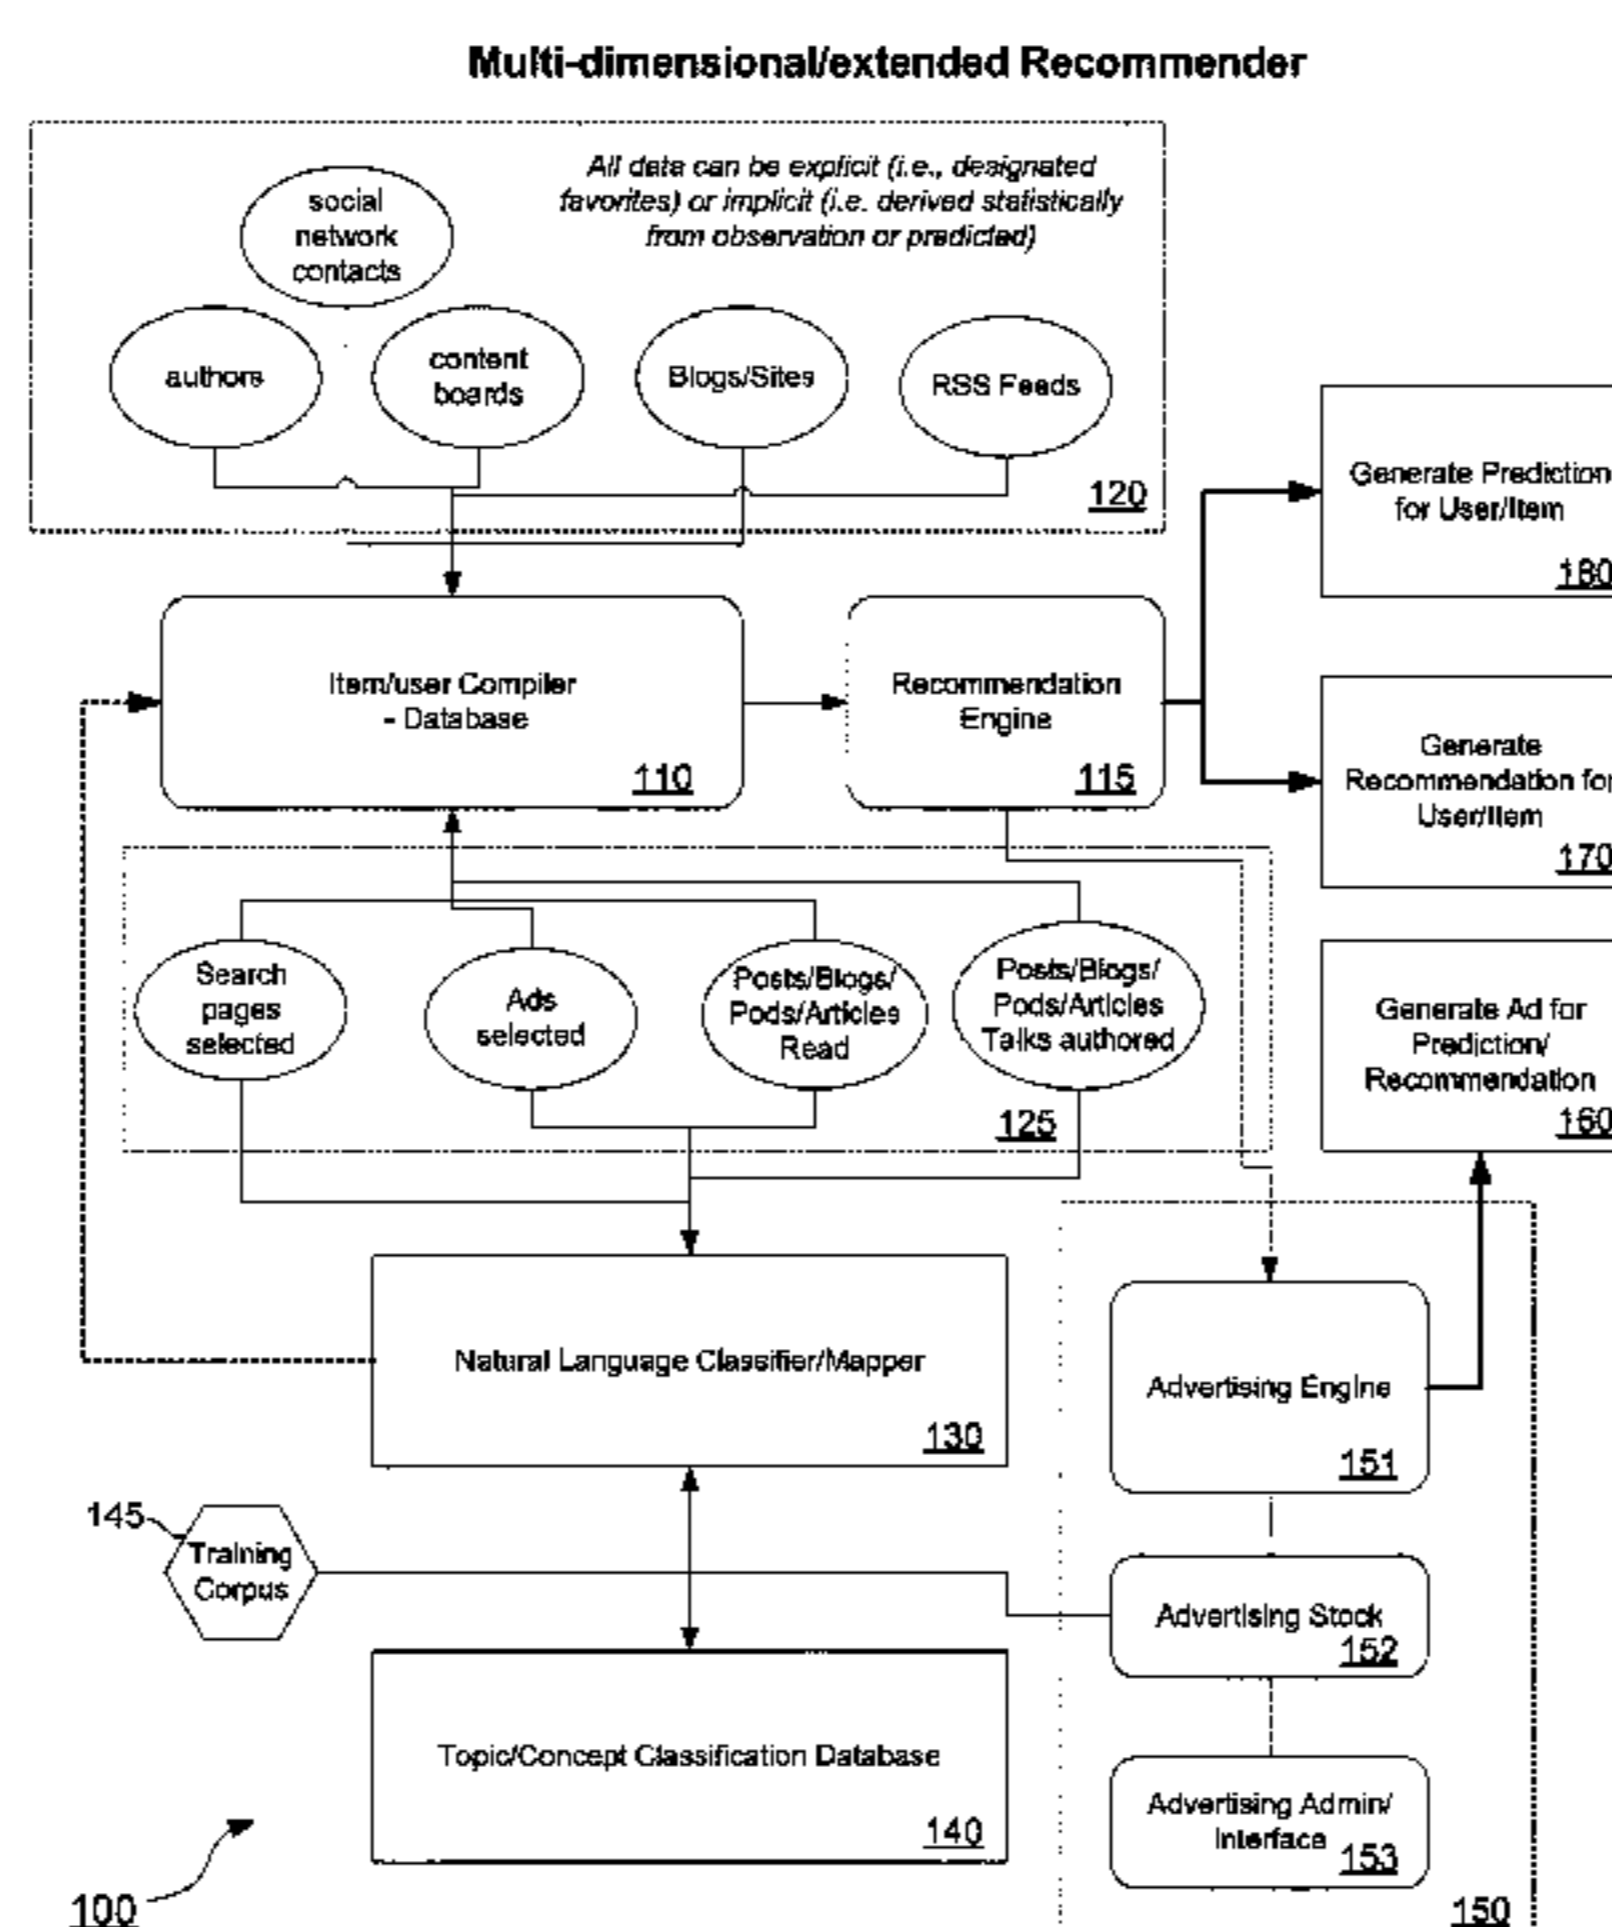 Multi-dimensional/extended Recommender
All data can be explicit (i.e., designated
favorites) or implicit (i.e. derived statistically
from observation or predicted)
social
network
contacts
authors
content
boards
Blogs/Sites
RSS Feeds
120
Generate Prediction
for User/Item
180
Item/user Compiler
- Database
110
Recommendation
Engine
115
Generate
Recommendation for
User/Item
170
Search
pages
selected
Ads
selected
Posts/Blogs/
Pods/Articles
Read
Posts/Blogs/
Pods/Articles
Talks authored
125
Generate Ad for
Prediction/
Recommendation
160
Natural Language Classifier/Mapper
130
Advertising Engine
151
145
Training
Corpus
Advertising Stock
152
Topic/Concept Classification Database
140
Advertising Admin/
Interface
153
100
150